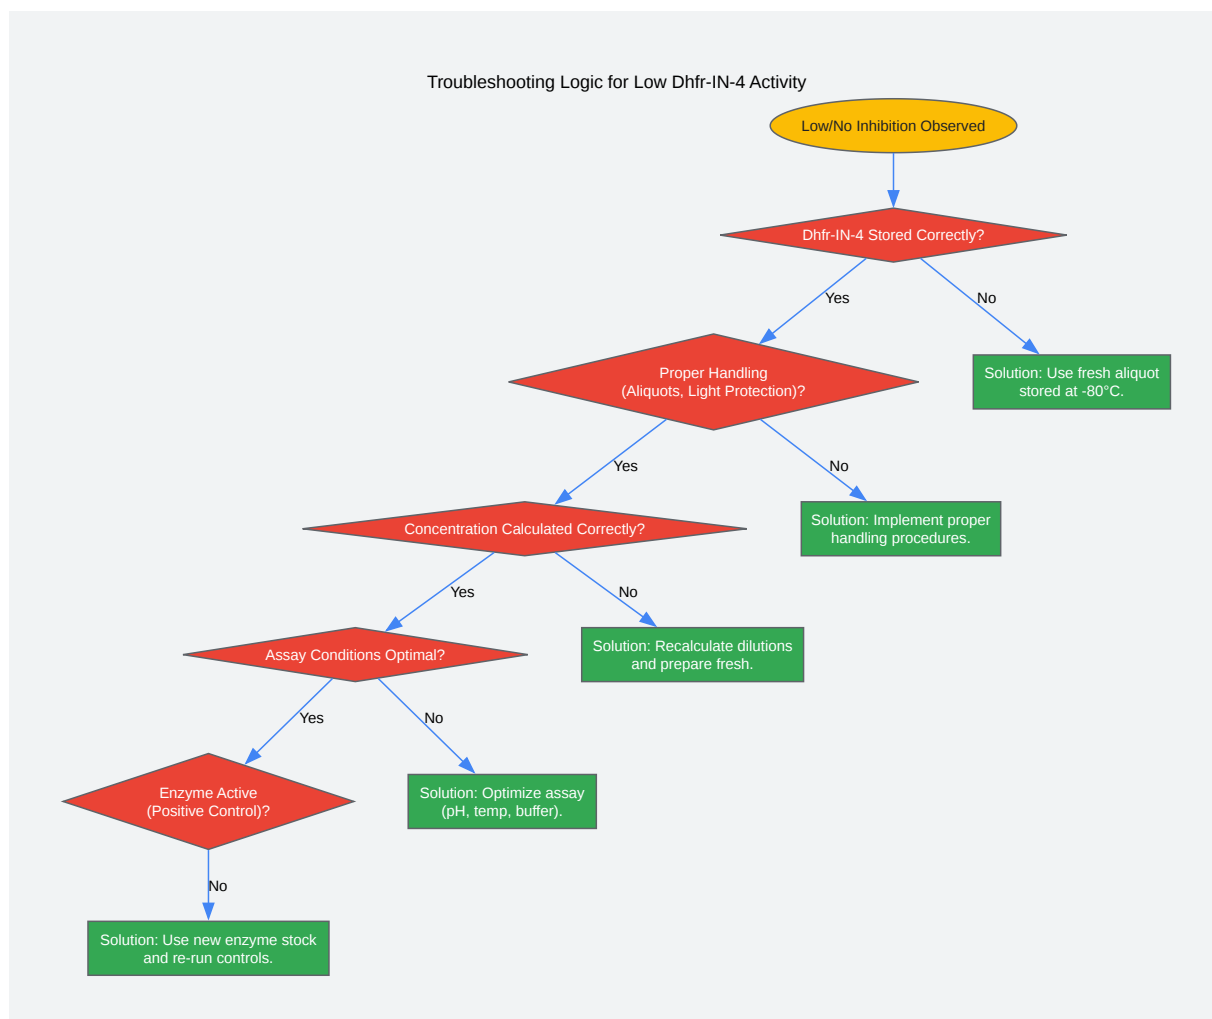 Troubleshooting Logic for Low Dhfr-IN-4 Activity
Low/No Inhibition Observed
Dhfr-IN-4 Stored Correctly?
Yes
No
Proper Handling
(Aliquots, Light Protection)?
Solution: Use fresh aliquot
stored at -80°C.
Yes
No
Concentration Calculated Correctly?
Solution: Implement proper
handling procedures.
Yes
No
Assay Conditions Optimal?
Solution: Recalculate dilutions
and prepare fresh.
Yes
No
Enzyme Active
(Positive Control)?
Solution: Optimize assay
(pH, temp, buffer).
No
Solution: Use new enzyme stock
and re-run controls.